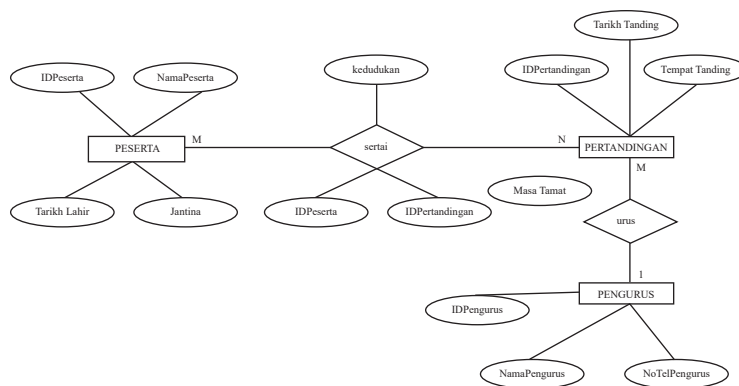 Tarikh Tanding
IDPeserta
NamaPeserta
kedudukan
IDPertandingan
Tempat Tanding
PESERTA
M
sertai
N
PERTANDINGAN
M
Tarikh Lahir
Jantina
IDPeserta
IDPertandingan
Masa Tamat
urus
1
PENGURUS
IDPengurus
NamaPengurus
NoTelPengurus